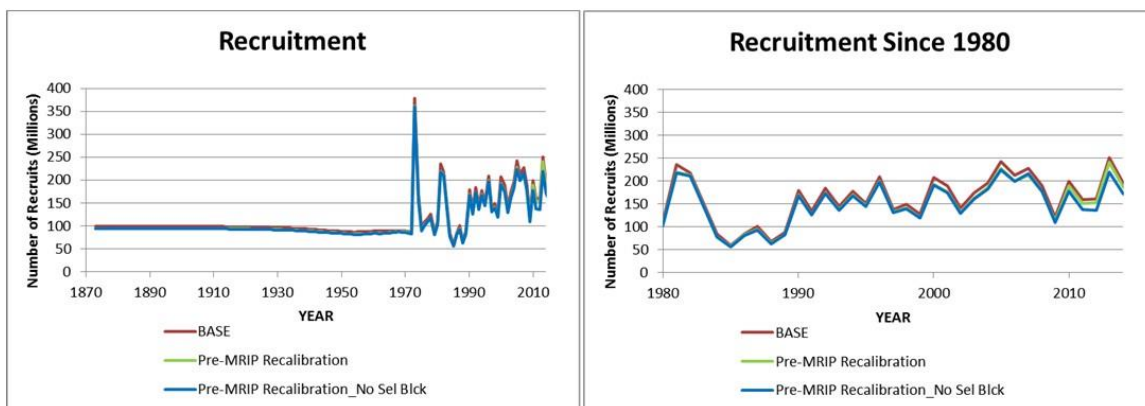 Recruitment
Number of Recruits (Millions)
400
350
300
250
200
150
100
50
0
1870 1890 1910 1930 1950 1970 1990 2010
YEAR
BASE
Pre-MRIP Recalibration
Pre-MRIP Recalibration_No Sel Blck
Recruitment Since 1980
Number of Recruits (Millions)
400
350
300
250
200
150
100
50
0
1980 1990 2000 2010
YEAR
BASE
Pre-MRIP Recalibration
Pre-MRIP Recalibration_No Sel Blck